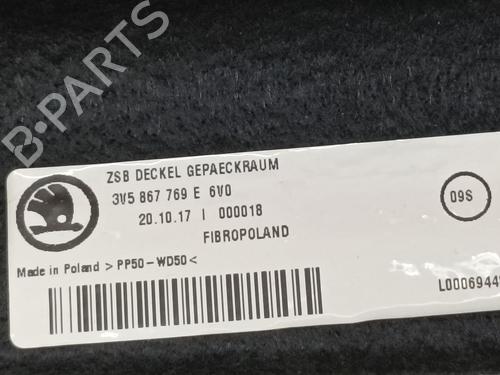 B-PARTS
ZSB DECKEL GEPAECKRAUM
3V5 867 769 E 6V0
20.10.17 | 000018
FIBROPOLAND
09S
Made in Poland >PP50-WD50<